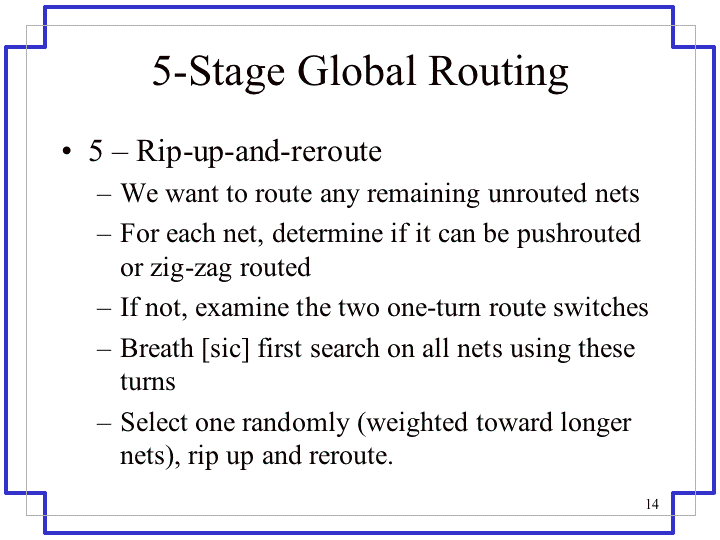 5-Stage Global Routing
• 5 – Rip-up-and-reroute
– We want to route any remaining unrouted nets
– For each net, determine if it can be pushrouted
or zig-zag routed
– If not, examine the two one-turn route switches
– Breath [sic] first search on all nets using these
turns
– Select one randomly (weighted toward longer
nets), rip up and reroute.
14